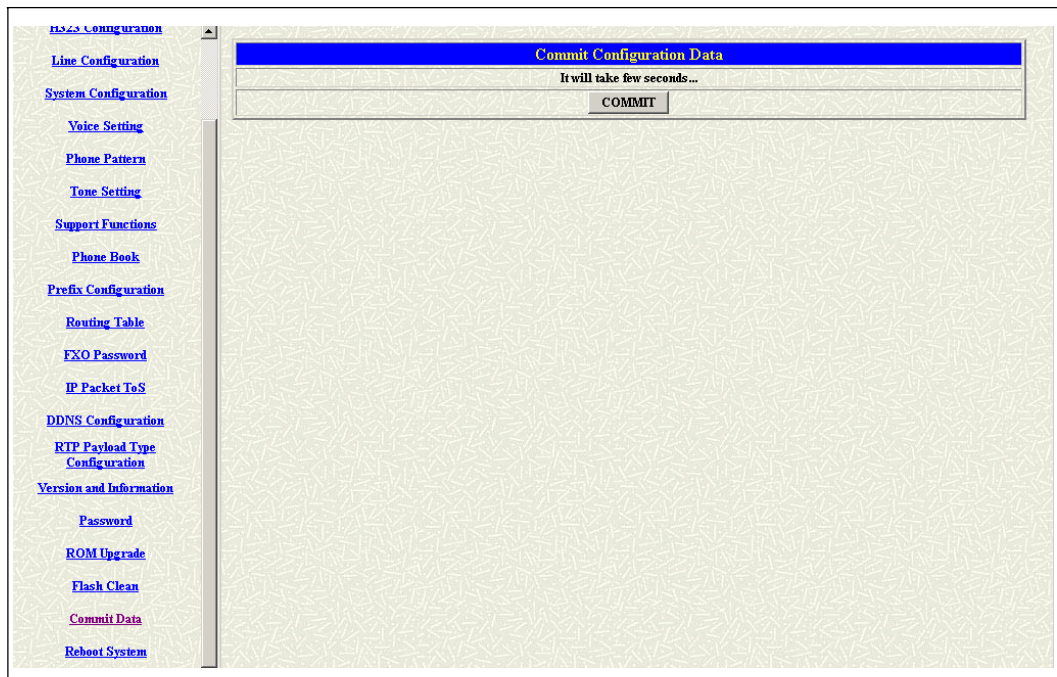 H323 Configuration
Line Configuration
System Configuration
Voice Setting
Phone Pattern
Tone Setting
Support Functions
Phone Book
Prefix Configuration
Routing Table
FXO Password
IP Packet ToS
DDNS Configuration
RTP Payload Type
Configuration
Version and Information
Password
ROM Upgrade
Flash Clean
Commit Data
Reboot System
Commit Configuration Data
It will take few seconds...
COMMIT